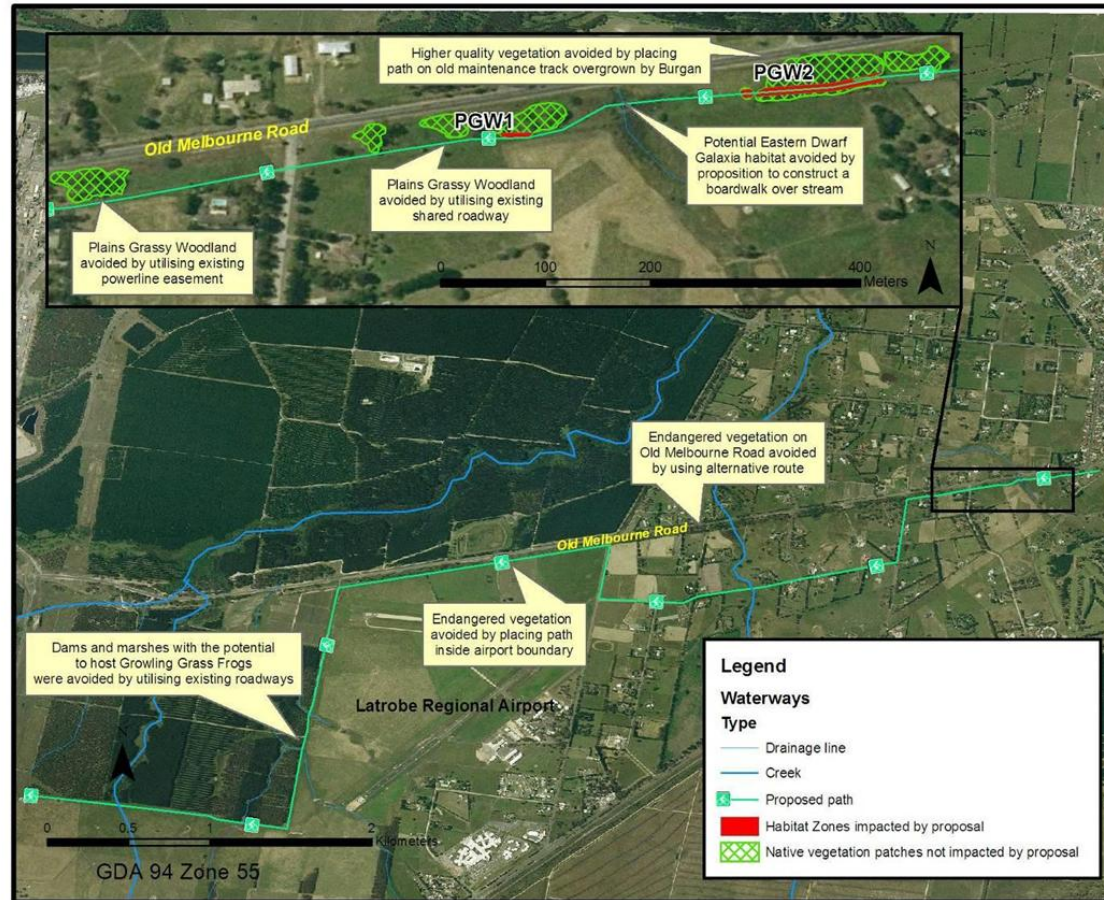 Higher quality vegetation avoided by placing
path on old maintenance track overgrown by Burgan
PGW2
PGW1
Old Melbourne Road
Potential Eastern Dwarf
Galaxia habitat avoided by
proposition to construct a
boardwalk over stream
Plains Grassy Woodland
avoided by utilising existing
shared roadway
Plains Grassy Woodland
avoided by utilising existing
powerline easement
N
0 100 200 400
Meters
Endangered vegetation on
Old Melbourne Road avoided
by using alternative route
Old Melbourne Road
Endangered vegetation
avoided by placing path
inside airport boundary
Dams and marshes with the potential
to host Growling Grass Frogs
were avoided by utilising existing roadways
Latrobe Regional Airport
N
0 0.5 1 2
Kilometers
GDA 94 Zone 55
Legend
Waterways
Type
Drainage line
Creek
Proposed path
Habitat Zones impacted by proposal
Native vegetation patches not impacted by proposal